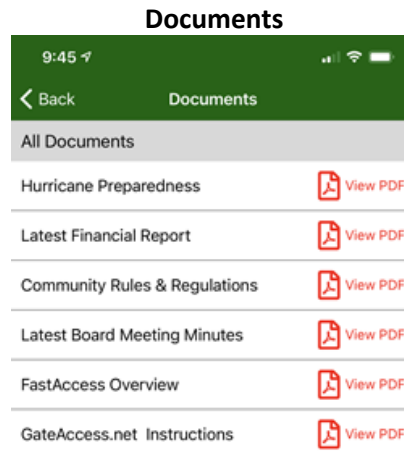 Documents
9:45
Back Documents
All Documents
Hurricane Preparedness View PDF
Latest Financial Report View PDF
Community Rules & Regulations View PDF
Latest Board Meeting Minutes View PDF
FastAccess Overview View PDF
GateAccess.net Instructions View PDF